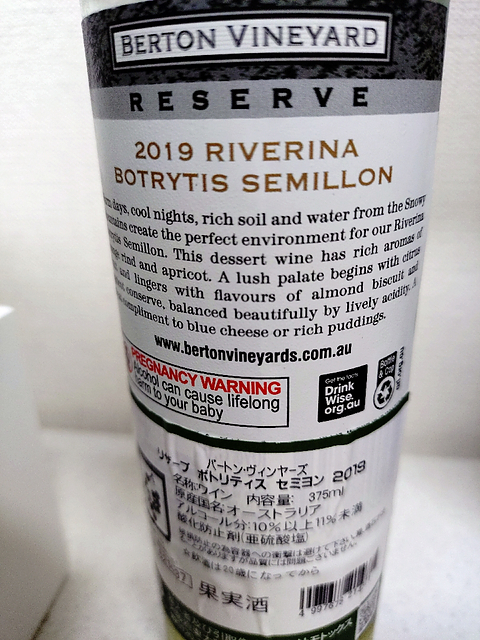 BERTON VINEYARD
RESERVE
2019 RIVERINA
BOTRYTIS SEMILLON
days, cool nights, rich soil and water from the Snowy
create the perfect environment for our Riverina
Semillon. This dessert wine has rich aromas of
rind and apricot. A lush palate begins with citrus
and lingers with flavours of almond biscuit and
conserve, balanced beautifully by lively acidity. A
compliment to blue cheese or rich puddings.
www.bertonvineyards.com.au
PREGNANCY WARNING
Alcohol can cause lifelong
harm to your baby
Get the facts
Drink
Wise.
org.au
Bottle
& Cap
バートン・ヴィンヤーズ
リザーブ ボトリティス セミヨン 2019
名称ワイン 内容量: 375ml
原産国名:オーストラリア
アルコール分:10%以上11%未満
酸化防止剤(亜硫酸塩)
果実酒